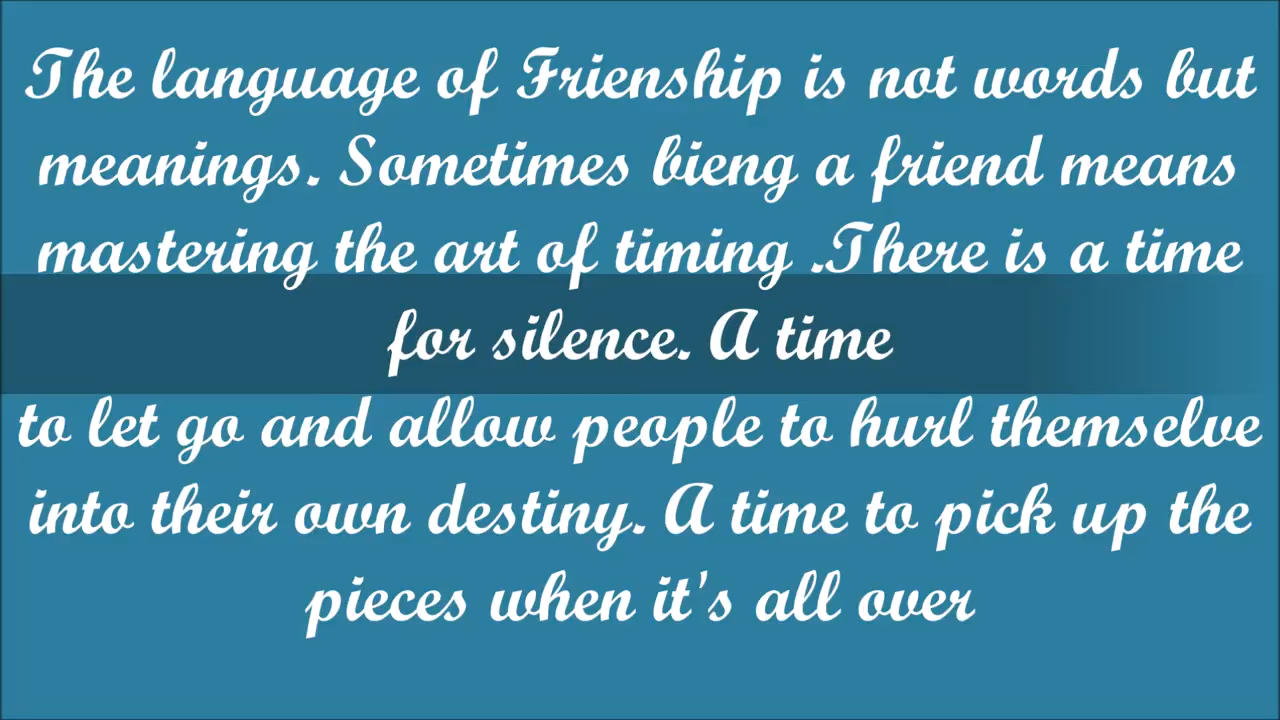 The language of Frienship is not words but
meanings. Sometimes bieng a friend means
mastering the art of timing .There is a time
for silence. A time
to let go and allow people to hurl themselve
into their own destiny. A time to pick up the
pieces when it's all over